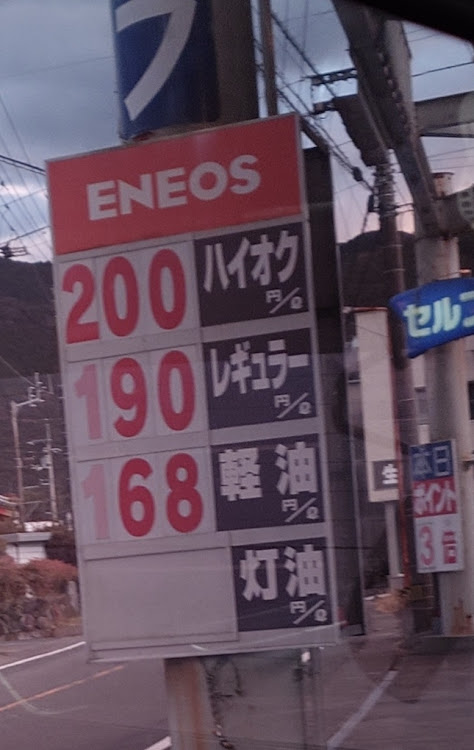 ENEOS
200 ハイオク 円/ℓ
190 レギュラー 円/ℓ
168 軽油 円/ℓ
灯油 円/ℓ
セルフ
本日
ポイント
3倍